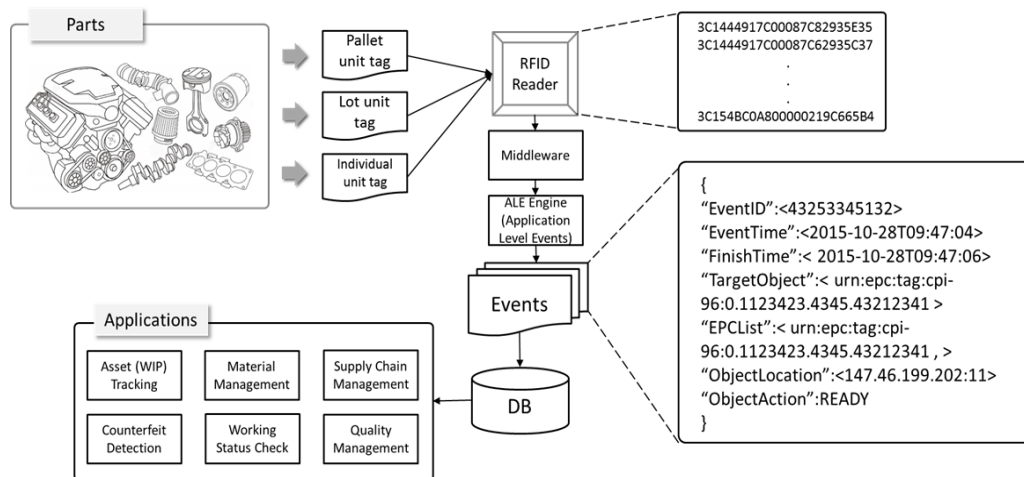 Parts
Pallet
unit tag
Lot unit
tag
Individual
unit tag
RFID
Reader
3C1444917C00087C82935E35
3C1444917C00087C62935C37
.
.
.
3C154BC0A800000219C665B4
Middleware
ALE Engine
(Application
Level Events)
Events
DB
{
“EventID”:<43253345132>
“EventTime”:<2015-10-28T09:47:04>
“FinishTime”:< 2015-10-28T09:47:06>
“TargetObject”:< urn:epc:tag:cpi-
96:0.1123423.4345.43212341 >
“EPCList”:< urn:epc:tag:cpi-
96:0.1123423.4345.43212341 , >
“ObjectLocation”:<147.46.199.202:11>
“ObjectAction”:READY
}
Applications
Asset (WIP)
Tracking
Material
Management
Supply Chain
Management
Counterfeit
Detection
Working
Status Check
Quality
Management